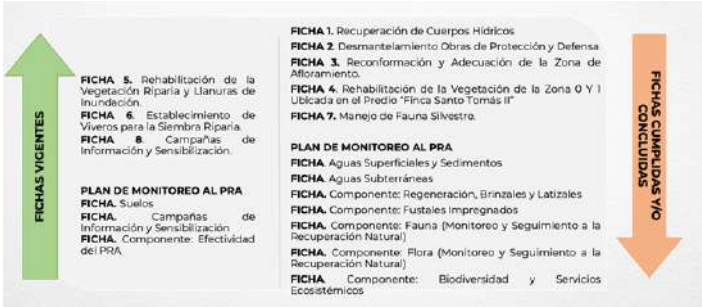 FICHAS VIGENTES
FICHA 5. Rehabilitación de la
Vegetación Riparia y Llanuras de
Inundación.
FICHA 6. Establecimiento de
Viveros para la Siembra Riparia.
FICHA 8. Campañas de
Información y Sensibilización.
PLAN DE MONITOREO AL PRA
FICHA. Suelos
FICHA. Campañas de
Información y Sensibilización
FICHA. Componente: Efectividad
del PRA
FICHA 1. Recuperación de Cuerpos Hídricos
FICHA 2. Desmantelamiento Obras de Protección y Defensa
FICHA 3. Reconformación y Adecuación de la Zona de
Afloramiento.
FICHA 4. Rehabilitación de la Vegetación de la Zona 0 Y 1
Ubicada en el Predio "Finca Santo Tomás II"
FICHA 7. Manejo de Fauna Silvestre.
PLAN DE MONITOREO AL PRA
FICHA. Aguas Superficiales y Sedimentos
FICHA. Aguas Subterráneas
FICHA. Componente: Regeneración, Brinzales y Latizales
FICHA. Componente: Fustales Impregnados
FICHA. Componente: Fauna (Monitoreo y Seguimiento a la
Recuperación Natural)
FICHA. Componente: Flora (Monitoreo y Seguimiento a la
Recuperación Natural)
FICHA. Componente: Biodiversidad y Servicios
Ecosistémicos
FICHAS CUMPLIDAS Y/O
CONCLUIDAS